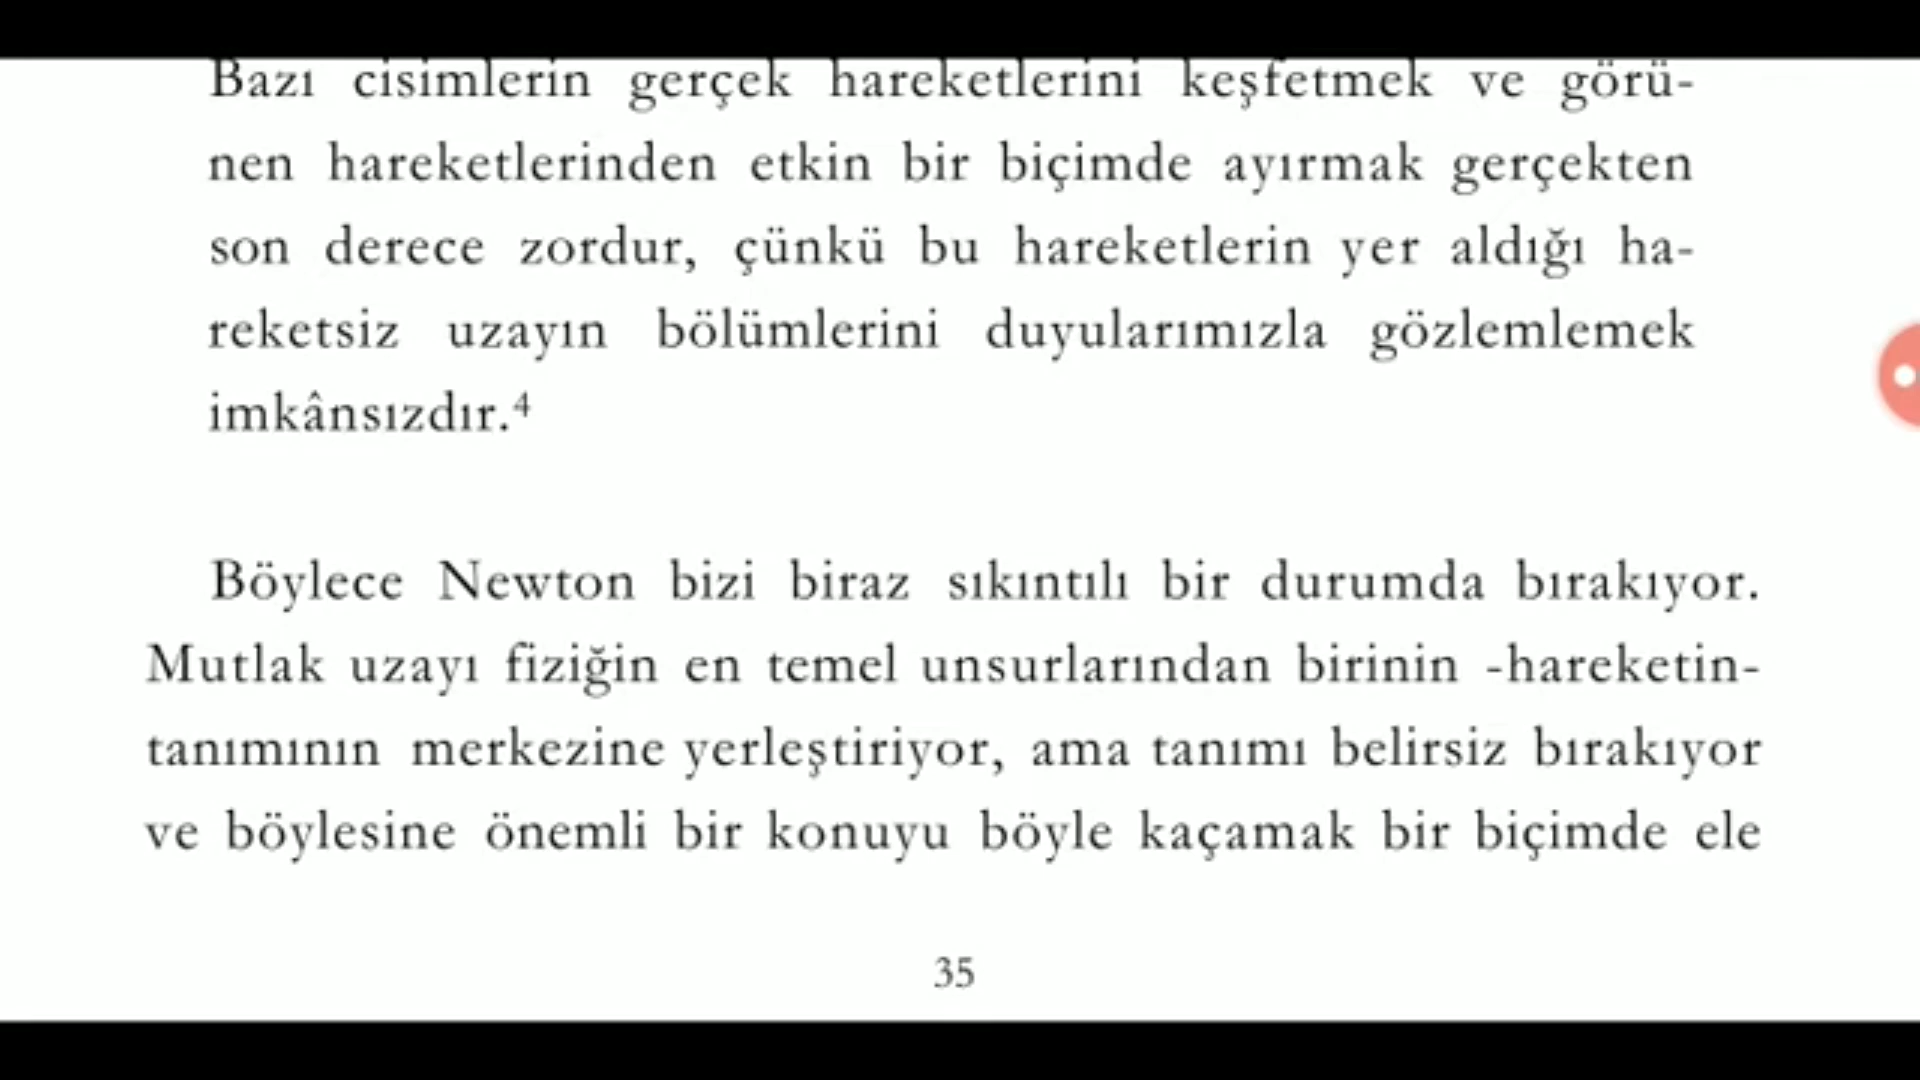 Bazı cisimlerin gerçek hareketlerini keşfetmek ve görü-
nen hareketlerinden etkin bir biçimde ayırmak gerçekten
son derece zordur, çünkü bu hareketlerin yer aldığı ha-
reketsiz uzayın bölümlerini duyularımızla gözlemlemek
imkânsızdır.⁴
Böylece Newton bizi biraz sıkıntılı bir durumda bırakıyor.
Mutlak uzayı fiziğin en temel unsurlarından birinin -hareketin-
tanımının merkezine yerleştiriyor, ama tanımı belirsiz bırakıyor
ve böylesine önemli bir konuyu böyle kaçamak bir biçimde ele
35